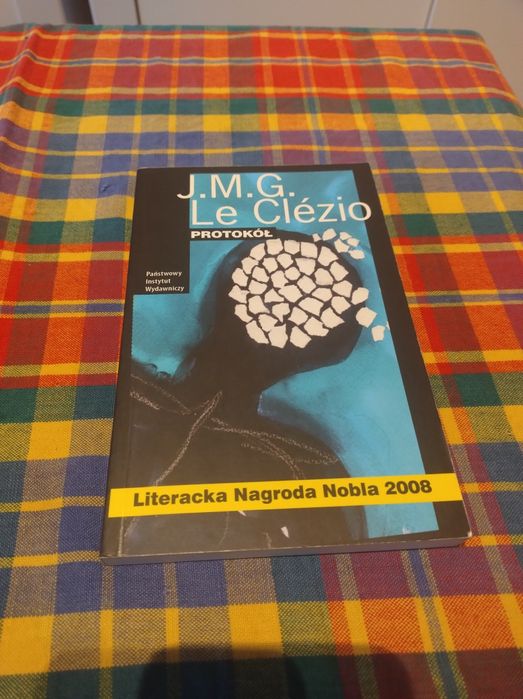 J.M.G.
Le Clézio
PROTOKÓŁ
Państwowy
Instytut
Wydawniczy
Literacka Nagroda Nobla 2008